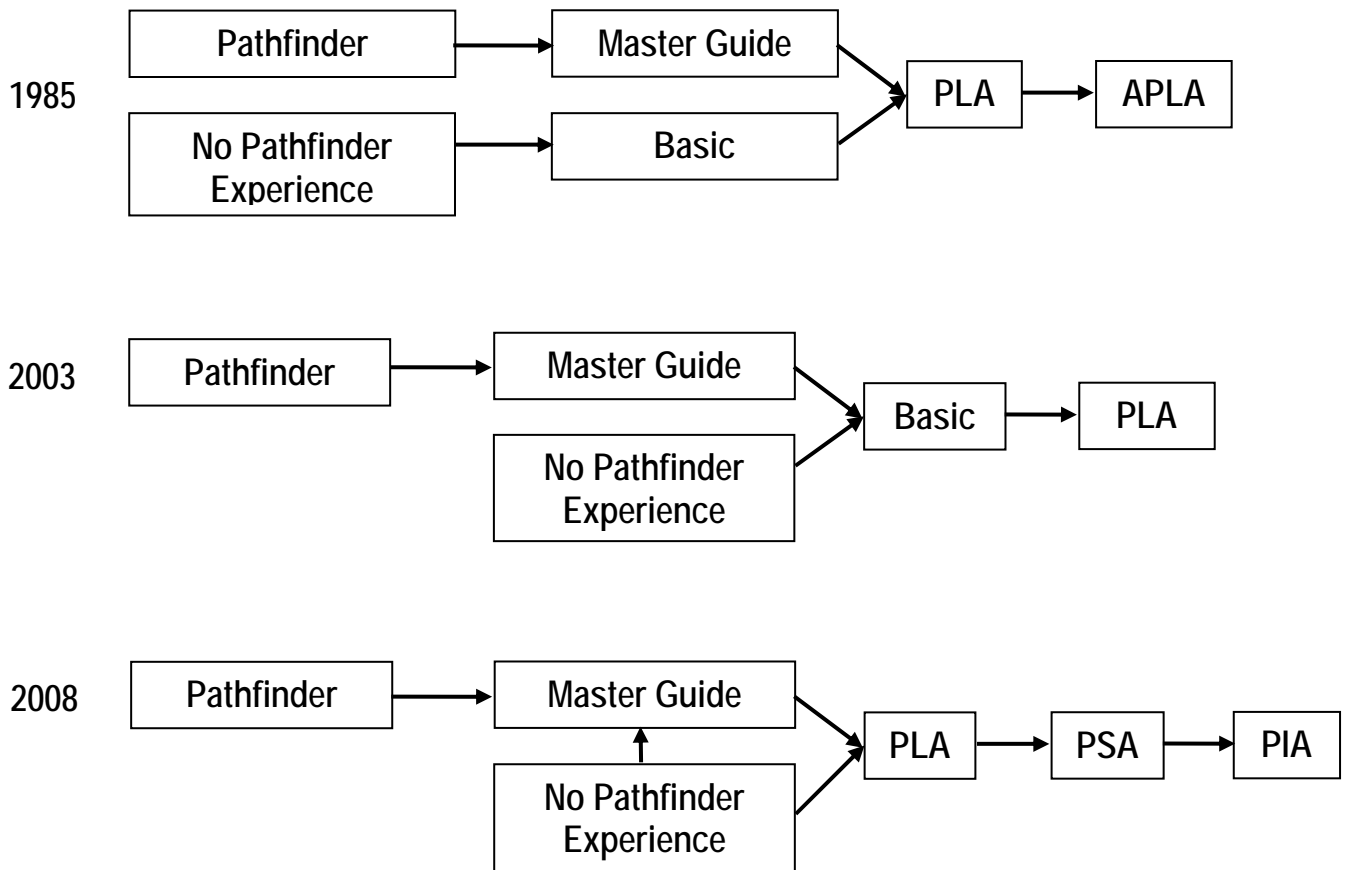 Pathfinder
Master Guide
1985
PLA
APLA
No Pathfinder
Experience
Basic
2003
Pathfinder
Master Guide
Basic
PLA
No Pathfinder
Experience
2008
Pathfinder
Master Guide
PLA
PSA
PIA
No Pathfinder
Experience